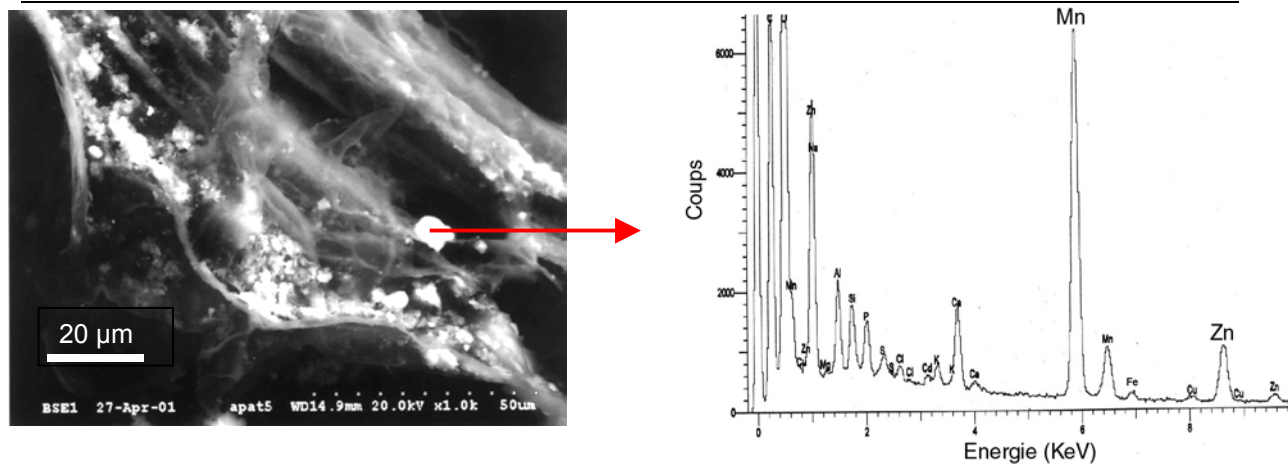 20 µm
BSE1 27-Apr-01 apat5 WD14.9mm 20.0kV x1.0k 50um
Mn
6000
4000
2000
0
Coups
C
Zn
Na
Mn
Zn
Cu
Mg
Al
Si
P
S
S
Cl
Cl
Cd
K
K
Ca
Ca
Mn
Fe
Cu
Zn
Cu
Zn
0 2 4 6 8
Energie (KeV)